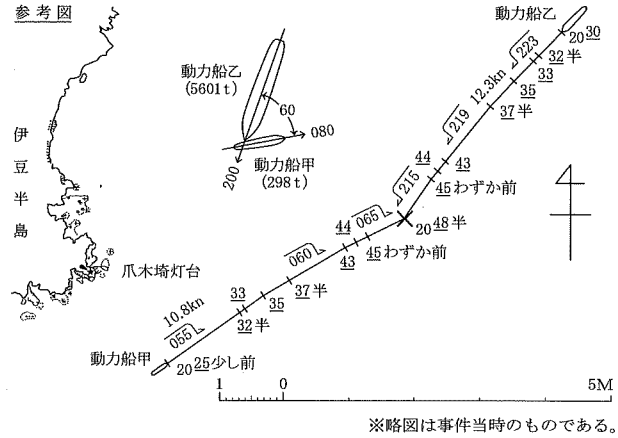 参考図
伊豆半島
爪木埼灯台
動力船乙
(5601t)
60
080
200
動力船甲
(298t)
動力船乙
20 30
32半
33
35
37半
223
12.3kn
219
43
44
45わずか前
215
20 48半
065
44
43
45わずか前
060
37半
35
33
32半
10.8kn
055
動力船甲
20 25少し前
1 0 5M
※略図は事件当時のものである。